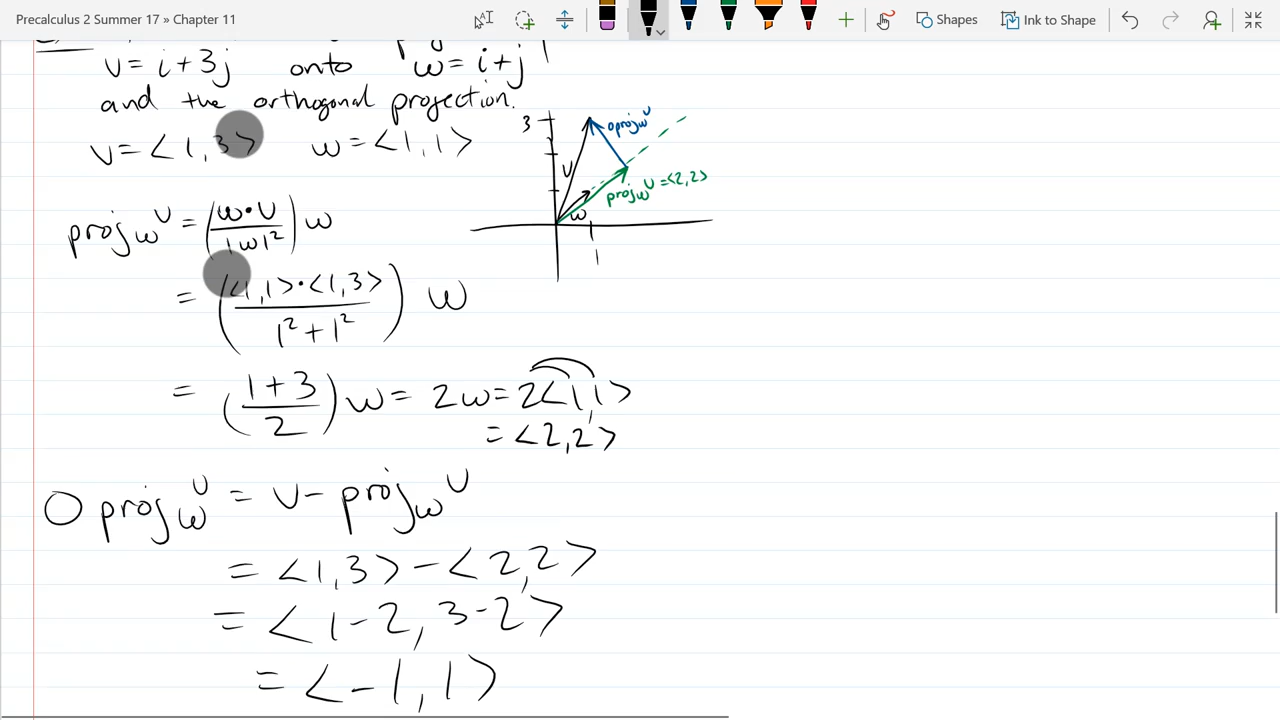 Precalculus 2 Summer 17 » Chapter 11
Shapes
Ink to Shape
v = i + 3j onto w = i + j
and the orthogonal projection.
v = <1, 3> w = <1, 1>
3
oproj_w v
v
w
proj_w v = <2,2>
1
proj_w v = (w•v / |w|²) w
= (<1,1>•<1,3> / 1² + 1²) w
= (1+3 / 2) w = 2w = 2<1,1>
= <2,2>
O proj_w v = v - proj_w v
= <1,3> - <2,2>
= <1-2, 3-2>
= <-1, 1>